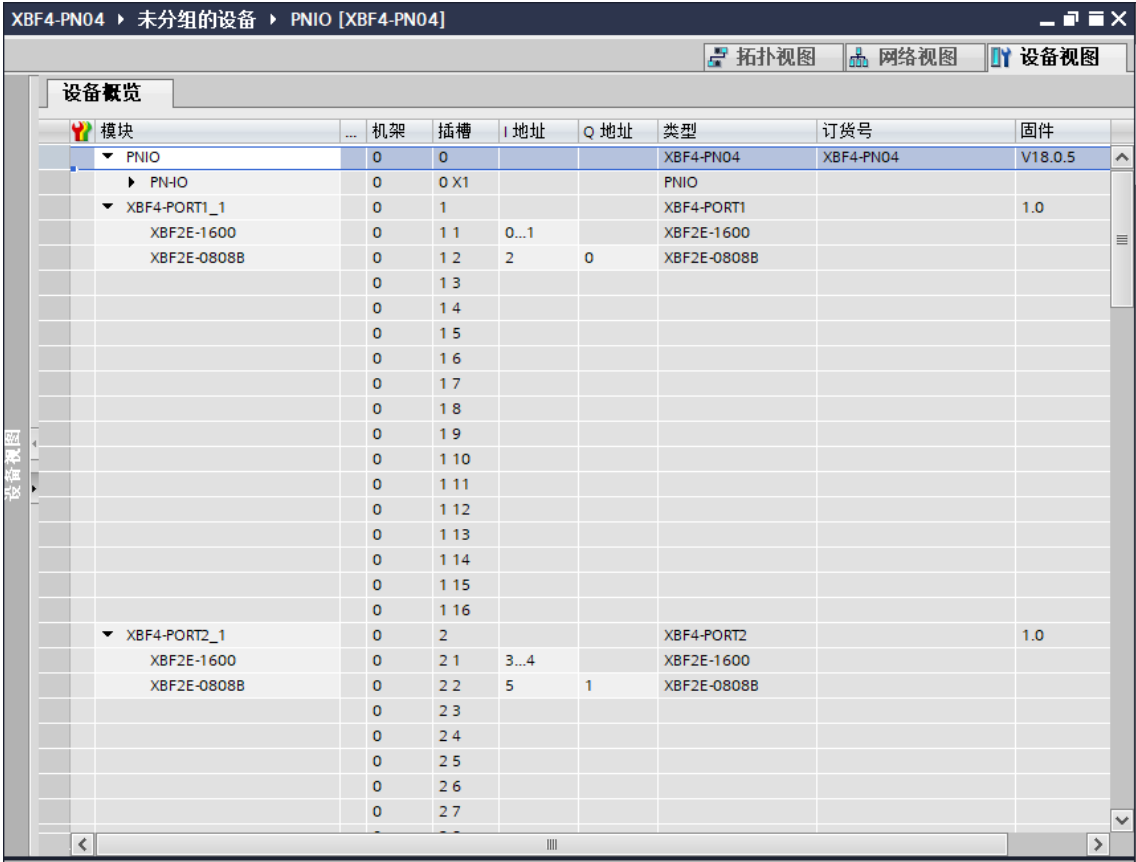 XBF4-PN04 ▸ 未分组的设备 ▸ PNIO [XBF4-PN04]
拓扑视图 网络视图 设备视图
设备概览
模块 ... 机架 插槽 I 地址 Q 地址 类型 订货号 固件
PNIO 0 0 XBF4-PN04 XBF4-PN04 V18.0.5
PN-IO 0 0 X1 PNIO
XBF4-PORT1_1 0 1 XBF4-PORT1 1.0
XBF2E-1600 0 1 1 0...1 XBF2E-1600
XBF2E-0808B 0 1 2 2 0 XBF2E-0808B
0 1 3
0 1 4
0 1 5
0 1 6
0 1 7
0 1 8
0 1 9
0 1 10
0 1 11
0 1 12
0 1 13
0 1 14
0 1 15
0 1 16
XBF4-PORT2_1 0 2 XBF4-PORT2 1.0
XBF2E-1600 0 2 1 3...4 XBF2E-1600
XBF2E-0808B 0 2 2 5 1 XBF2E-0808B
0 2 3
0 2 4
0 2 5
0 2 6
0 2 7
设备视图